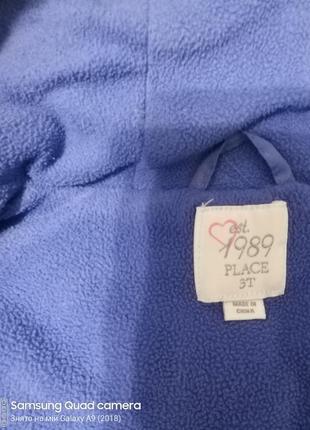 est.
1989
PLACE
3T
MADE IN
CHINA
Samsung Quad camera
Знято на мій Galaxy A9 (2018)